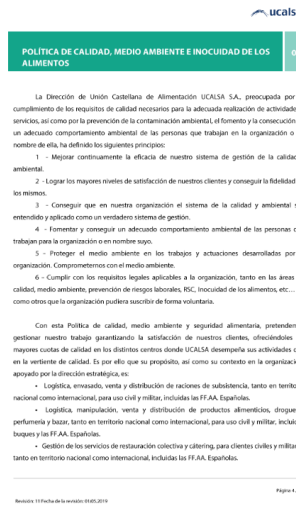 ucals
POLÍTICA DE CALIDAD, MEDIO AMBIENTE E INOCUIDAD DE LOS
ALIMENTOS
La Dirección de Unión Castellana de Alimentación UCALSA S.A., preocupada por
cumplimiento de los requisitos de calidad necesarios para la adecuada realización de actividade
servicios, así como por la prevención de la contaminación ambiental, el fomento y la consecución
un adecuado comportamiento ambiental de las personas que trabajan en la organización o
nombre de ella, ha definido los siguientes principios:
1 - Mejorar continuamente la eficacia de nuestro sistema de gestión de la calidad
ambiental.
2 - Lograr los mayores niveles de satisfacción de nuestros clientes y conseguir la fidelidad
los mismos.
3 - Conseguir que en nuestra organización el sistema de la calidad y ambiental s
entendido y aplicado como un verdadero sistema de gestión.
4 - Fomentar y conseguir un adecuado comportamiento ambiental de las personas q
trabajan para la organización o en nombre suyo.
5 - Proteger el medio ambiente en los trabajos y actuaciones desarrolladas por
organización. Comprometernos con el medio ambiente.
6 - Cumplir con los requisitos legales aplicables a la organización, tanto en las áreas
calidad, medio ambiente, prevención de riesgos laborales, RSC, Inocuidad de los alimentos, etc…
como otros que la organización pudiera suscribir de forma voluntaria.
Con esta Política de calidad, medio ambiente y seguridad alimentaria, pretenden
gestionar nuestro trabajo garantizando la satisfacción de nuestros clientes, ofreciéndoles
mayores cuotas de calidad en los distintos centros donde UCALSA desempeña sus actividades c
en la vertiente de calidad. Es por ello que su propósito, así como su contexto en la organizació
apoyado por la dirección estratégica, es:
• Logística, envasado, venta y distribución de raciones de subsistencia, tanto en territo
nacional como internacional, para uso civil y militar, incluidas las FF.AA. Españolas.
• Logística, manipulación, venta y distribución de productos alimenticios, drogue
perfumería y bazar, tanto en territorio nacional como internacional, para uso civil y militar, incluid
buques y las FF.AA. Españolas.
• Gestión de los servicios de restauración colectiva y cátering, para clientes civiles y militar
tanto en territorio nacional como internacional, incluidas las FF.AA. Españolas.
Página 4
Revisión: 11 Fecha de la revisión: 01.05.2019